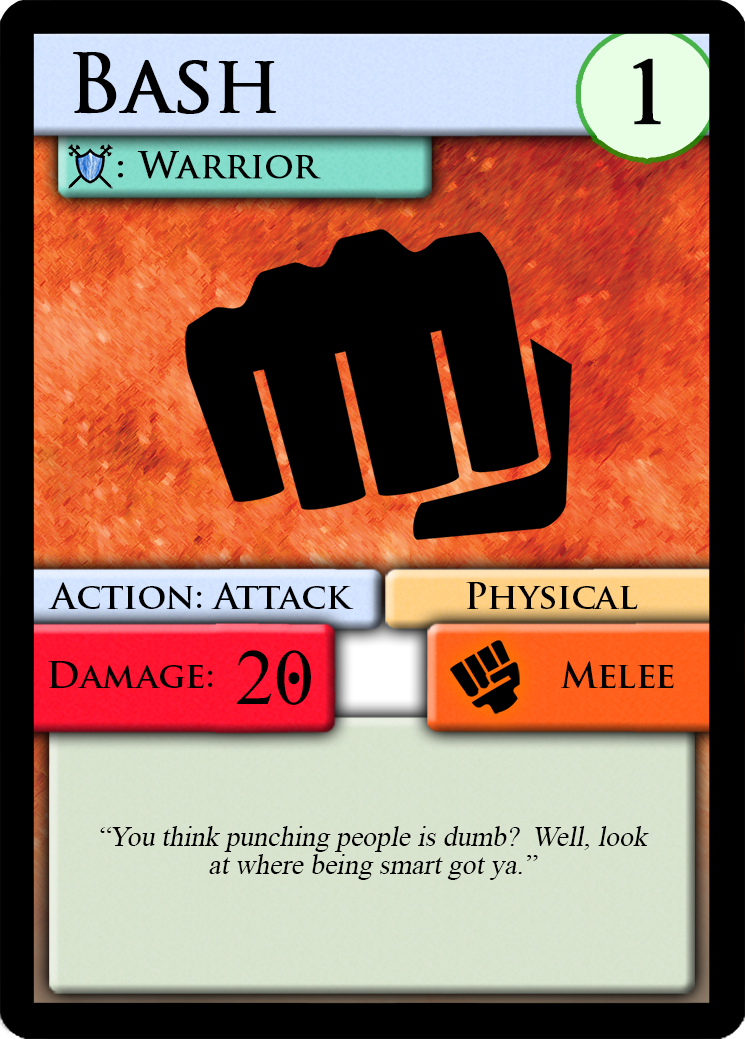 Bash
1
: Warrior
Action: Attack
Physical
Damage: 20
Melee
“You think punching people is dumb?  Well, look
at where being smart got ya.”